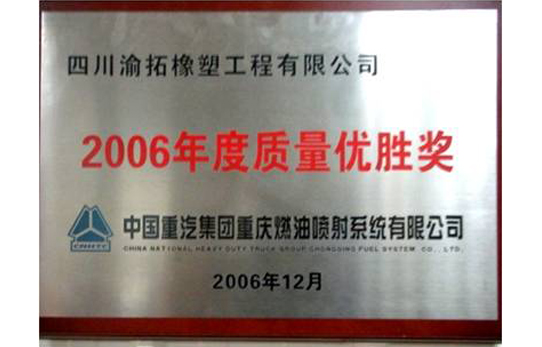 四川渝拓橡塑工程有限公司
2006年度质量优胜奖
中国重汽集团重庆燃油喷射系统有限公司
CHINA NATIONAL HEAVY DUTY TRUCK GROUP CHONGQING FUEL SYSTEM CO., LTD
2006年12月